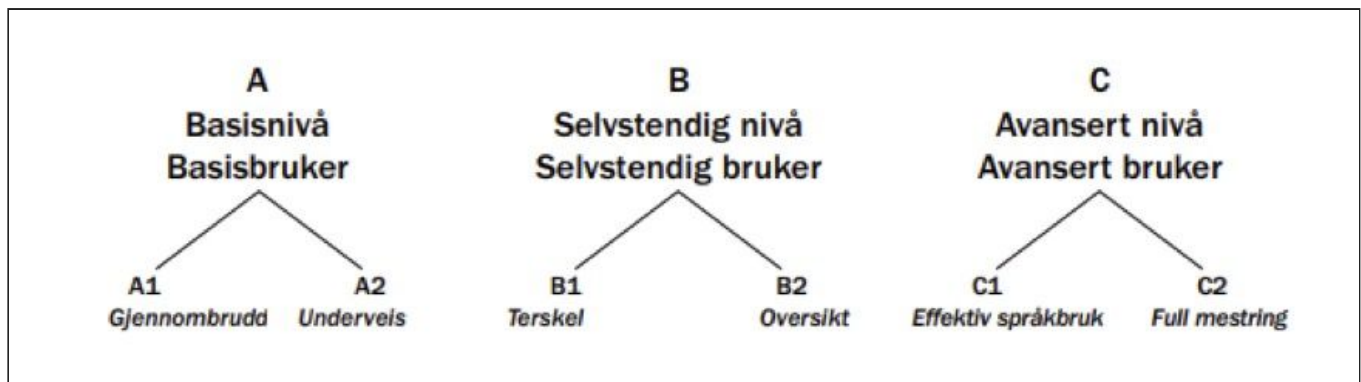 A
Basisnivå
Basisbruker
A1
Gjennombrudd
A2
Underveis
B
Selvstendig nivå
Selvstendig bruker
B1
Terskel
B2
Oversikt
C
Avansert nivå
Avansert bruker
C1
Effektiv språkbruk
C2
Full mestring